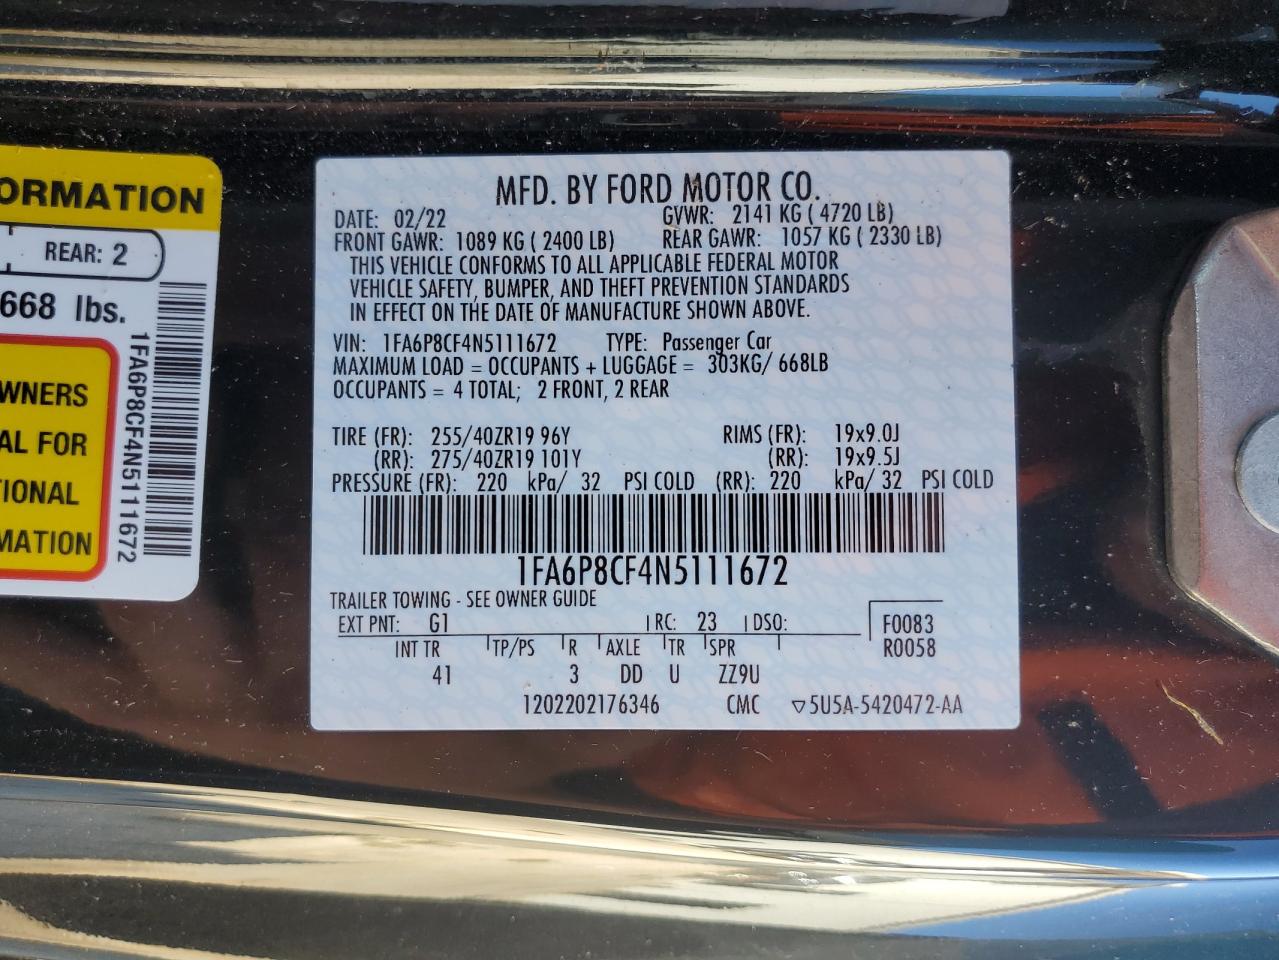 ORMATION
REAR: 2
668 lbs.
WNERS
AL FOR
TIONAL
MATION
1FA6P8CF4N5111672
MFD. BY FORD MOTOR CO.
DATE: 02/22 GVWR: 2141 KG ( 4720 LB)
FRONT GAWR: 1089 KG ( 2400 LB) REAR GAWR: 1057 KG ( 2330 LB)
THIS VEHICLE CONFORMS TO ALL APPLICABLE FEDERAL MOTOR
VEHICLE SAFETY, BUMPER, AND THEFT PREVENTION STANDARDS
IN EFFECT ON THE DATE OF MANUFACTURE SHOWN ABOVE.
VIN: 1FA6P8CF4N5111672 TYPE: Passenger Car
MAXIMUM LOAD = OCCUPANTS + LUGGAGE = 303KG/ 668LB
OCCUPANTS = 4 TOTAL; 2 FRONT, 2 REAR
TIRE (FR): 255/40ZR19 96Y RIMS (FR): 19x9.0J
(RR): 275/40ZR19 101Y (RR): 19x9.5J
PRESSURE (FR): 220 kPa/ 32 PSI COLD (RR): 220 kPa/ 32 PSI COLD
1FA6P8CF4N5111672
TRAILER TOWING - SEE OWNER GUIDE
EXT PNT: G1 RC: 23 DSO: F0083
INT TR TP/PS R AXLE TR SPR R0058
41 3 DD U ZZ9U
1202202176346 CMC ▽5U5A-5420472-AA